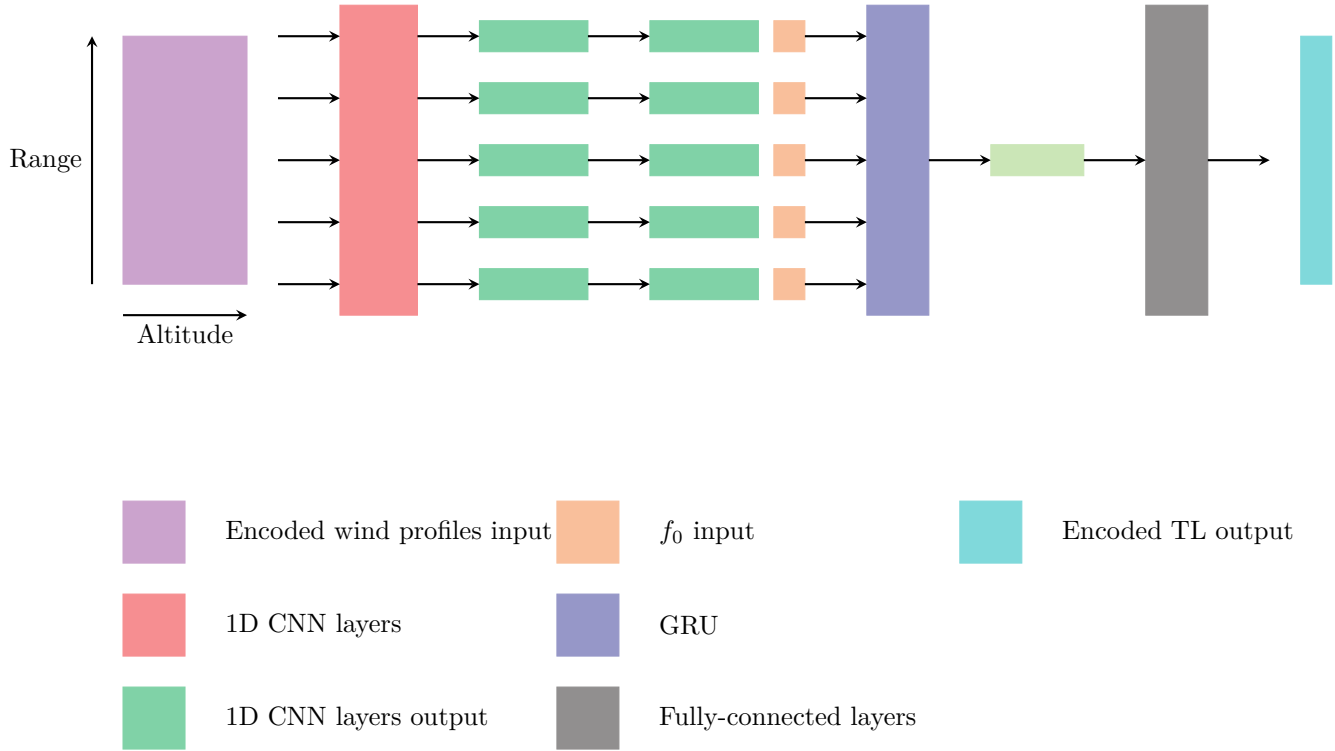 Range
Altitude
Encoded wind profiles input
f₀ input
Encoded TL output
1D CNN layers
GRU
1D CNN layers output
Fully-connected layers